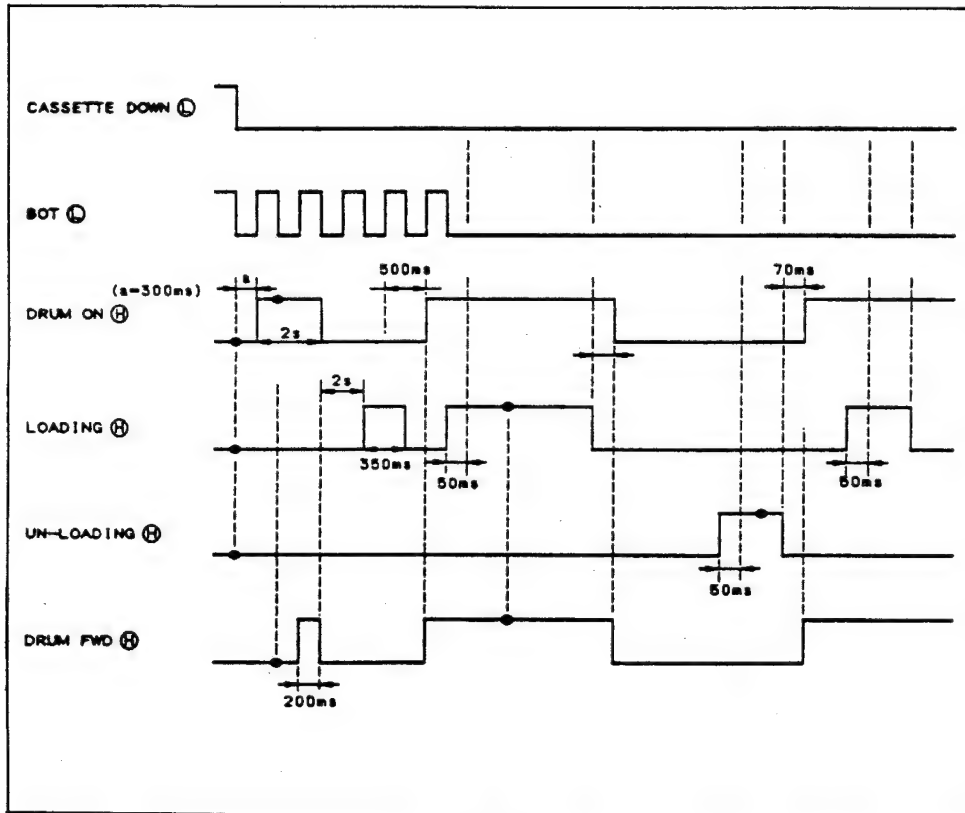 CASSETTE DOWN Ⓛ
BOT Ⓛ
500ms
70ms
a
(a=300ms)
DRUM ON Ⓗ
2s
2s
LOADING Ⓗ
350ms
50ms
50ms
UN-LOADING Ⓗ
50ms
DRUM FWD Ⓗ
200ms